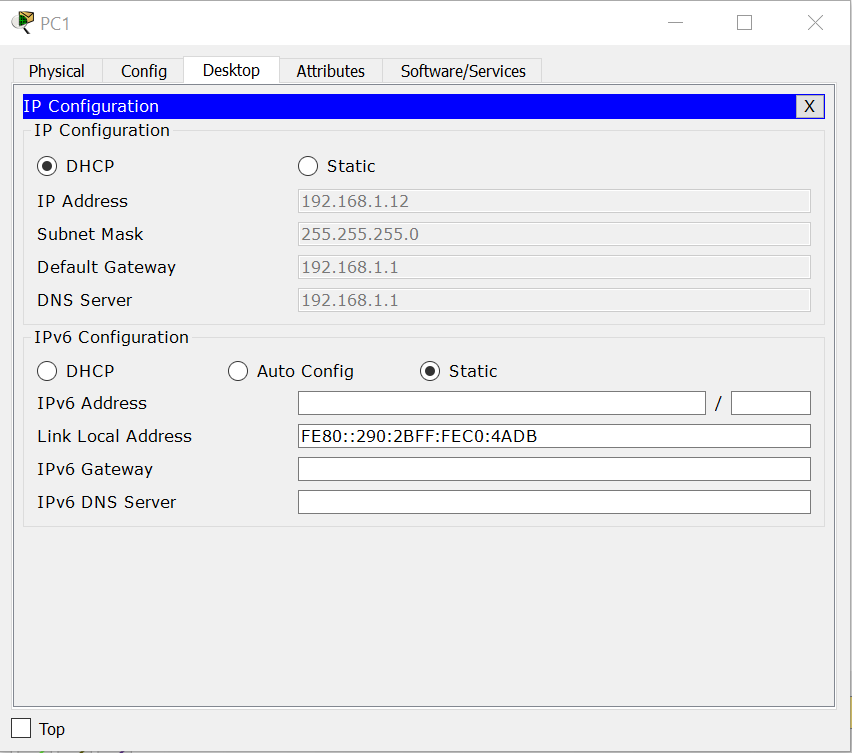 PC1
Physical Config Desktop Attributes Software/Services
IP Configuration X
IP Configuration
DHCP Static
IP Address 192.168.1.12
Subnet Mask 255.255.255.0
Default Gateway 192.168.1.1
DNS Server 192.168.1.1
IPv6 Configuration
DHCP Auto Config Static
IPv6 Address /
Link Local Address FE80::290:2BFF:FEC0:4ADB
IPv6 Gateway
IPv6 DNS Server
Top